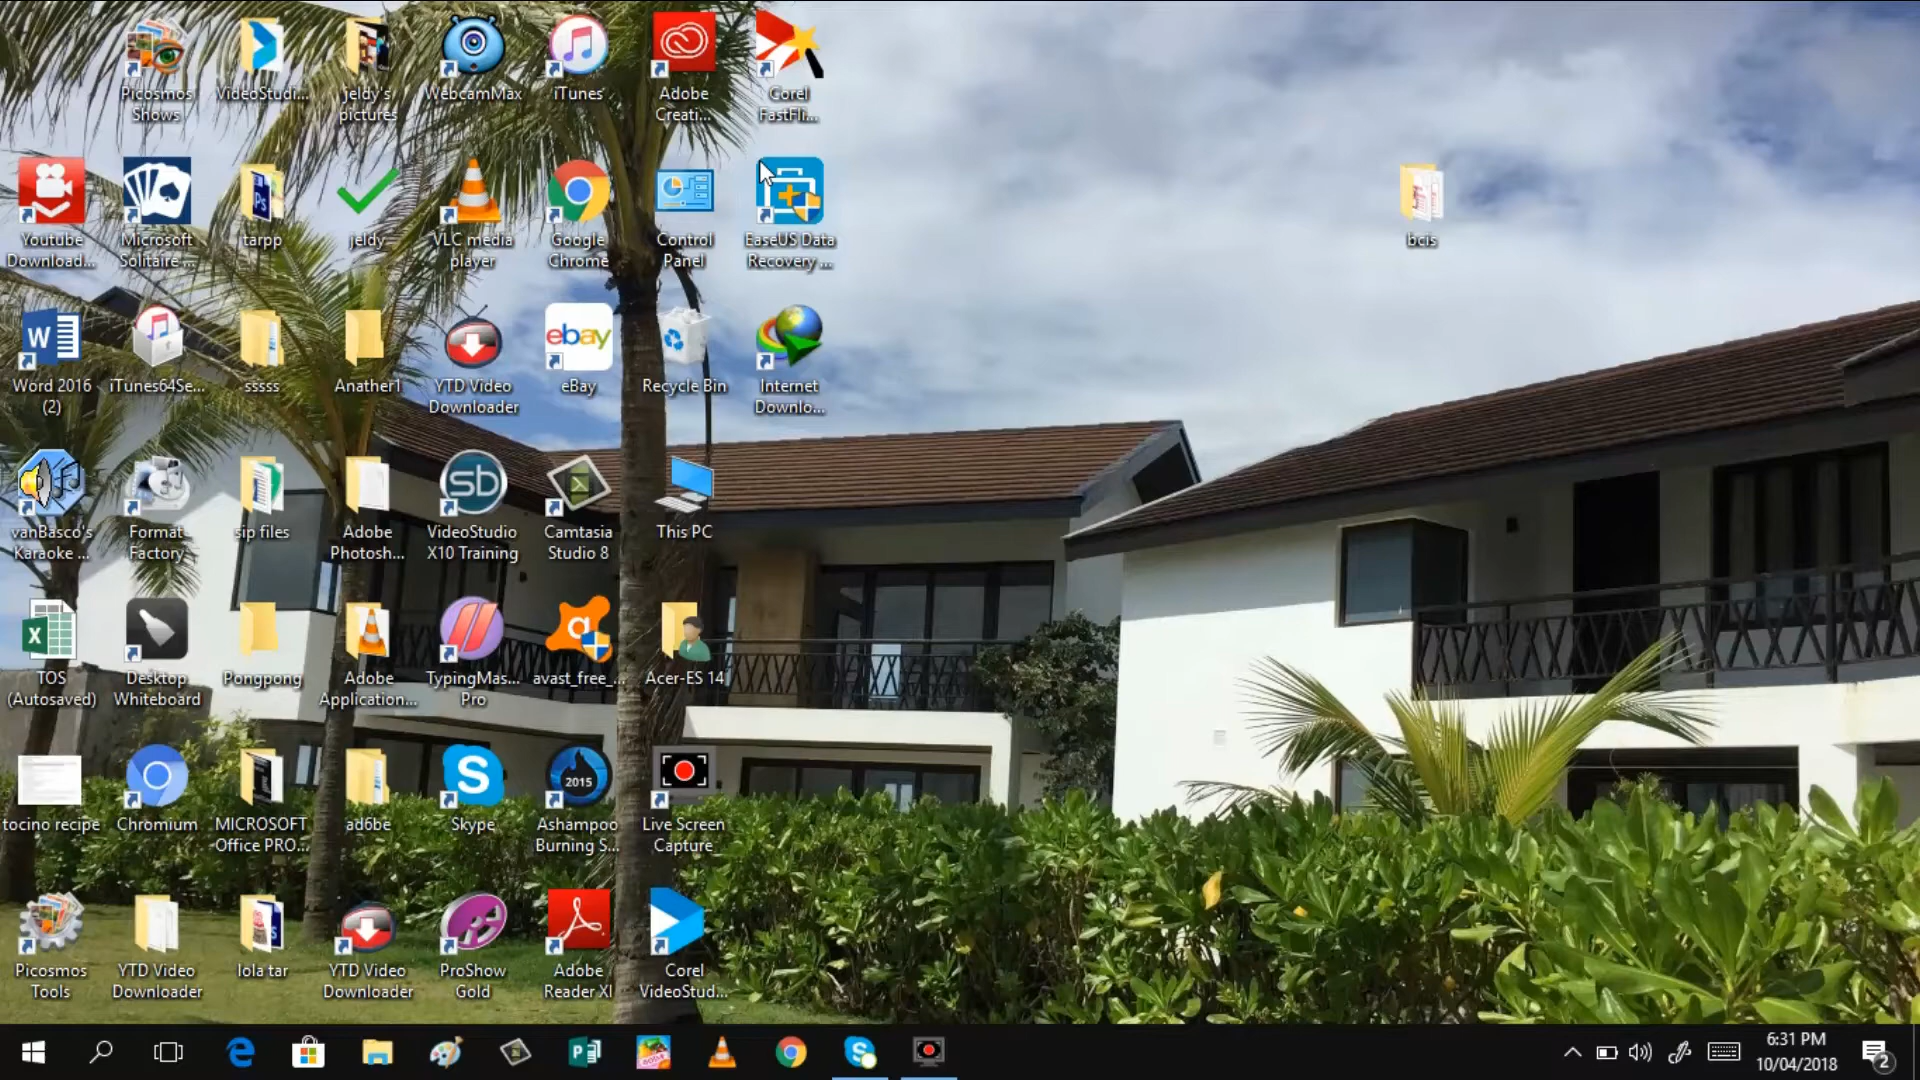 Picosmos
Shows
VideoStudi...
jeldy's
pictures
WebcamMax
iTunes
Adobe
Creati...
Corel
FastFli...
Youtube
Download...
Microsoft
Solitaire ...
tarpp
jeldy
VLC media
player
Google
Chrome
Control
Panel
EaseUS Data
Recovery ...
bcis
Word 2016
(2)
iTunes64Se...
sssss
Anather1
YTD Video
Downloader
ebay
eBay
Recycle Bin
Internet
Downlo...
vanBasco's
Karaoke ...
Format
Factory
sip files
Adobe
Photosh...
sb
VideoStudio
X10 Training
Camtasia
Studio 8
This PC
TOS
(Autosaved)
Desktop
Whiteboard
Pongpong
Adobe
Application...
TypingMas...
Pro
avast_free_...
Acer-ES 14
tocino recipe
Chromium
MICROSOFT
Office PRO...
ad6be
Skype
2015
Ashampoo
Burning S...
Live Screen
Capture
Picosmos
Tools
YTD Video
Downloader
lola tar
YTD Video
Downloader
ProShow
Gold
Adobe
Reader XI
Corel
VideoStud...
6:31 PM
10/04/2018
2